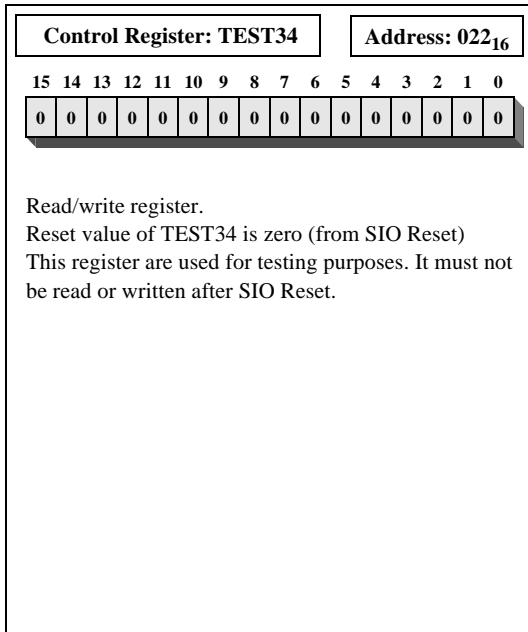 Control Register: TEST34 Address: 022₁₆
15 14 13 12 11 10 9 8 7 6 5 4 3 2 1 0
0 0 0 0 0 0 0 0 0 0 0 0 0 0 0 0
Read/write register.
Reset value of TEST34 is zero (from SIO Reset)
This register are used for testing purposes. It must not
be read or written after SIO Reset.